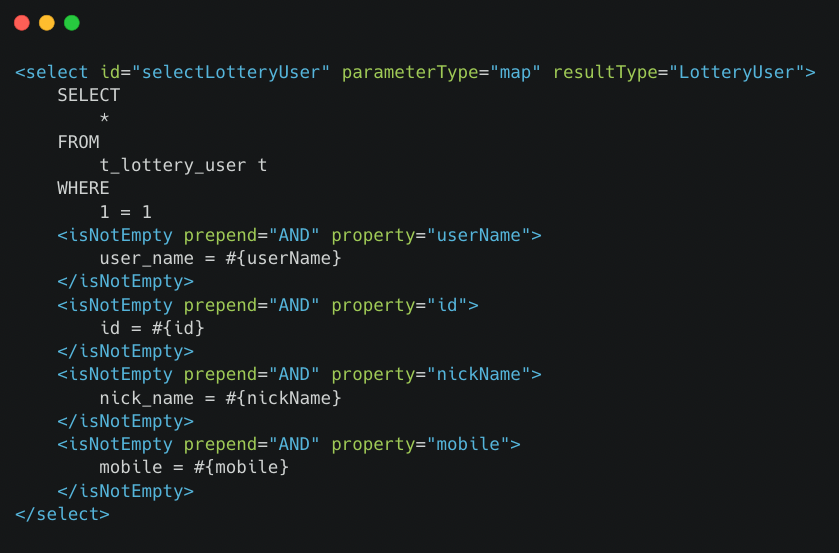 <select id="selectLotteryUser" parameterType="map" resultType="LotteryUser">
    SELECT
        *
    FROM
        t_lottery_user t
    WHERE
        1 = 1
    <isNotEmpty prepend="AND" property="userName">
        user_name = #{userName}
    </isNotEmpty>
    <isNotEmpty prepend="AND" property="id">
        id = #{id}
    </isNotEmpty>
    <isNotEmpty prepend="AND" property="nickName">
        nick_name = #{nickName}
    </isNotEmpty>
    <isNotEmpty prepend="AND" property="mobile">
        mobile = #{mobile}
    </isNotEmpty>
</select>